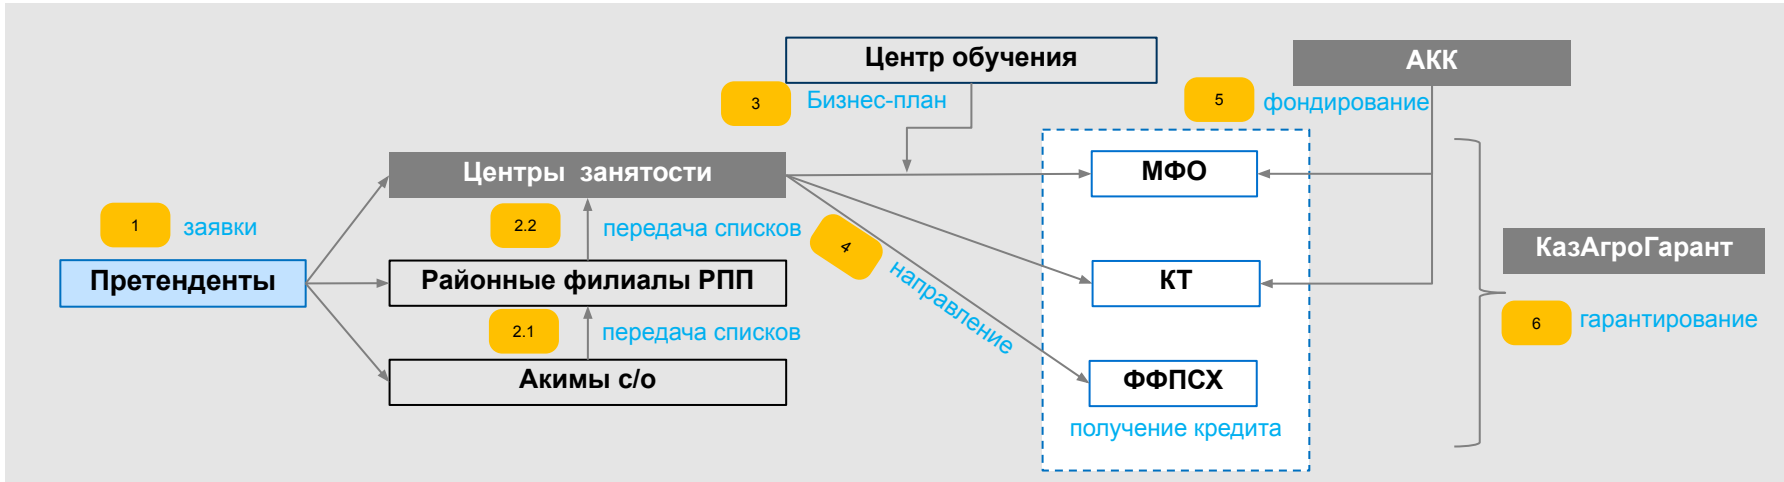 Центр обучения
АКК
3
Бизнес-план
5
фондирование
Центры занятости
МФО
1
заявки
2.2
передача списков
4
направление
КазАгроГарант
Претенденты
Районные филиалы РПП
КТ
2.1
передача списков
6
гарантирование
Акимы с/о
ФФПСХ
получение кредита